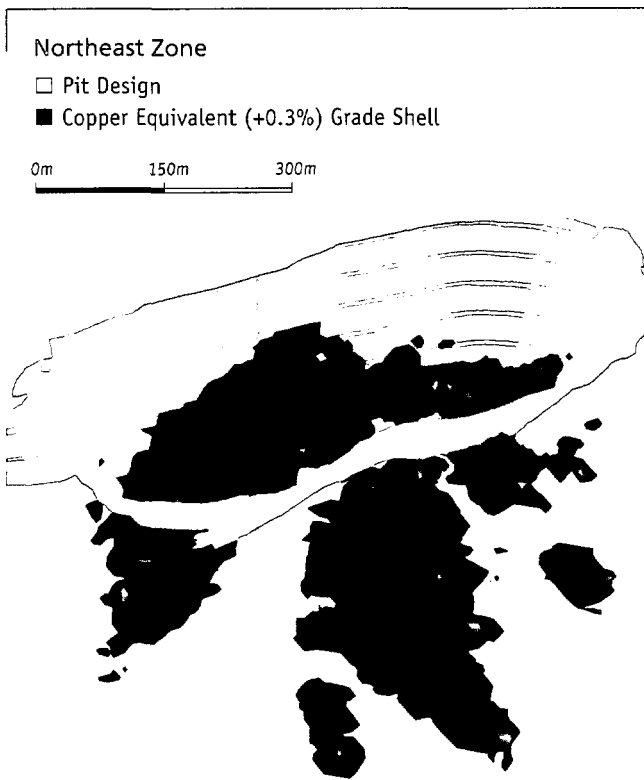 Northeast Zone
Pit Design
Copper Equivalent (+0.3%) Grade Shell
0m 150m 300m